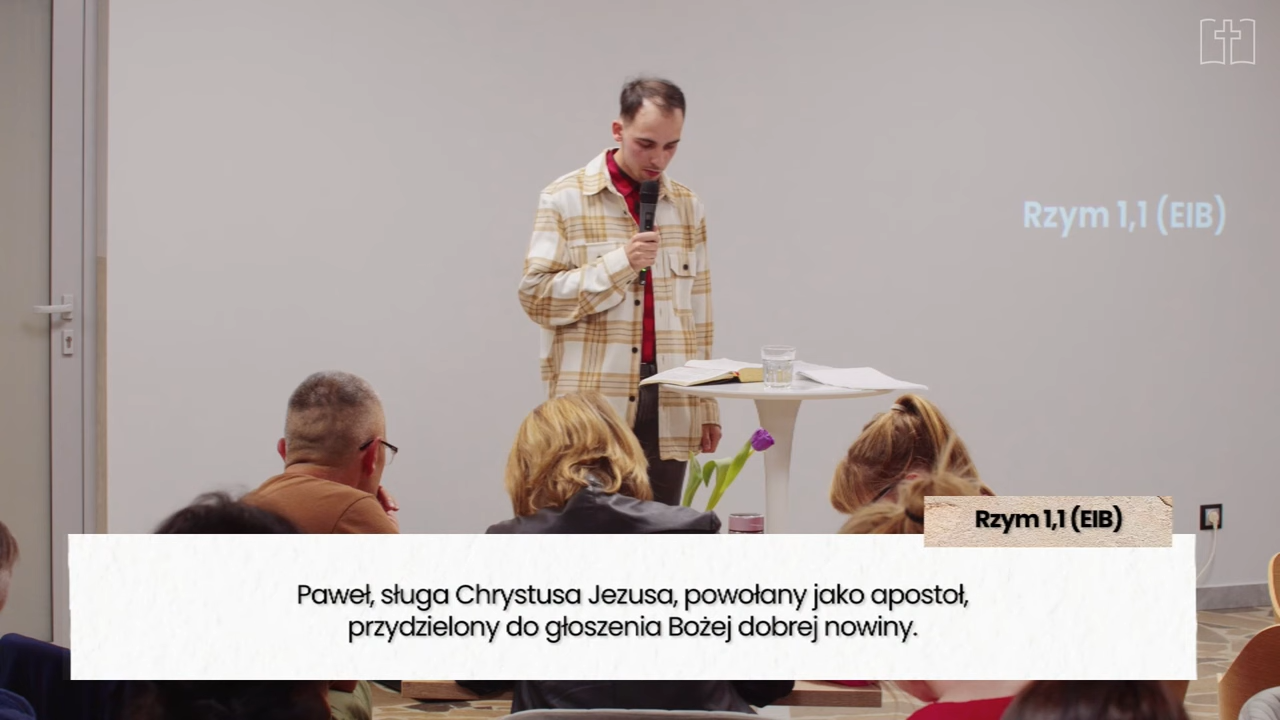 Rzym 1,1 (EIB)
Rzym 1,1 (EIB)
Paweł, sługa Chrystusa Jezusa, powołany jako apostoł,
przydzielony do głoszenia Bożej dobrej nowiny.